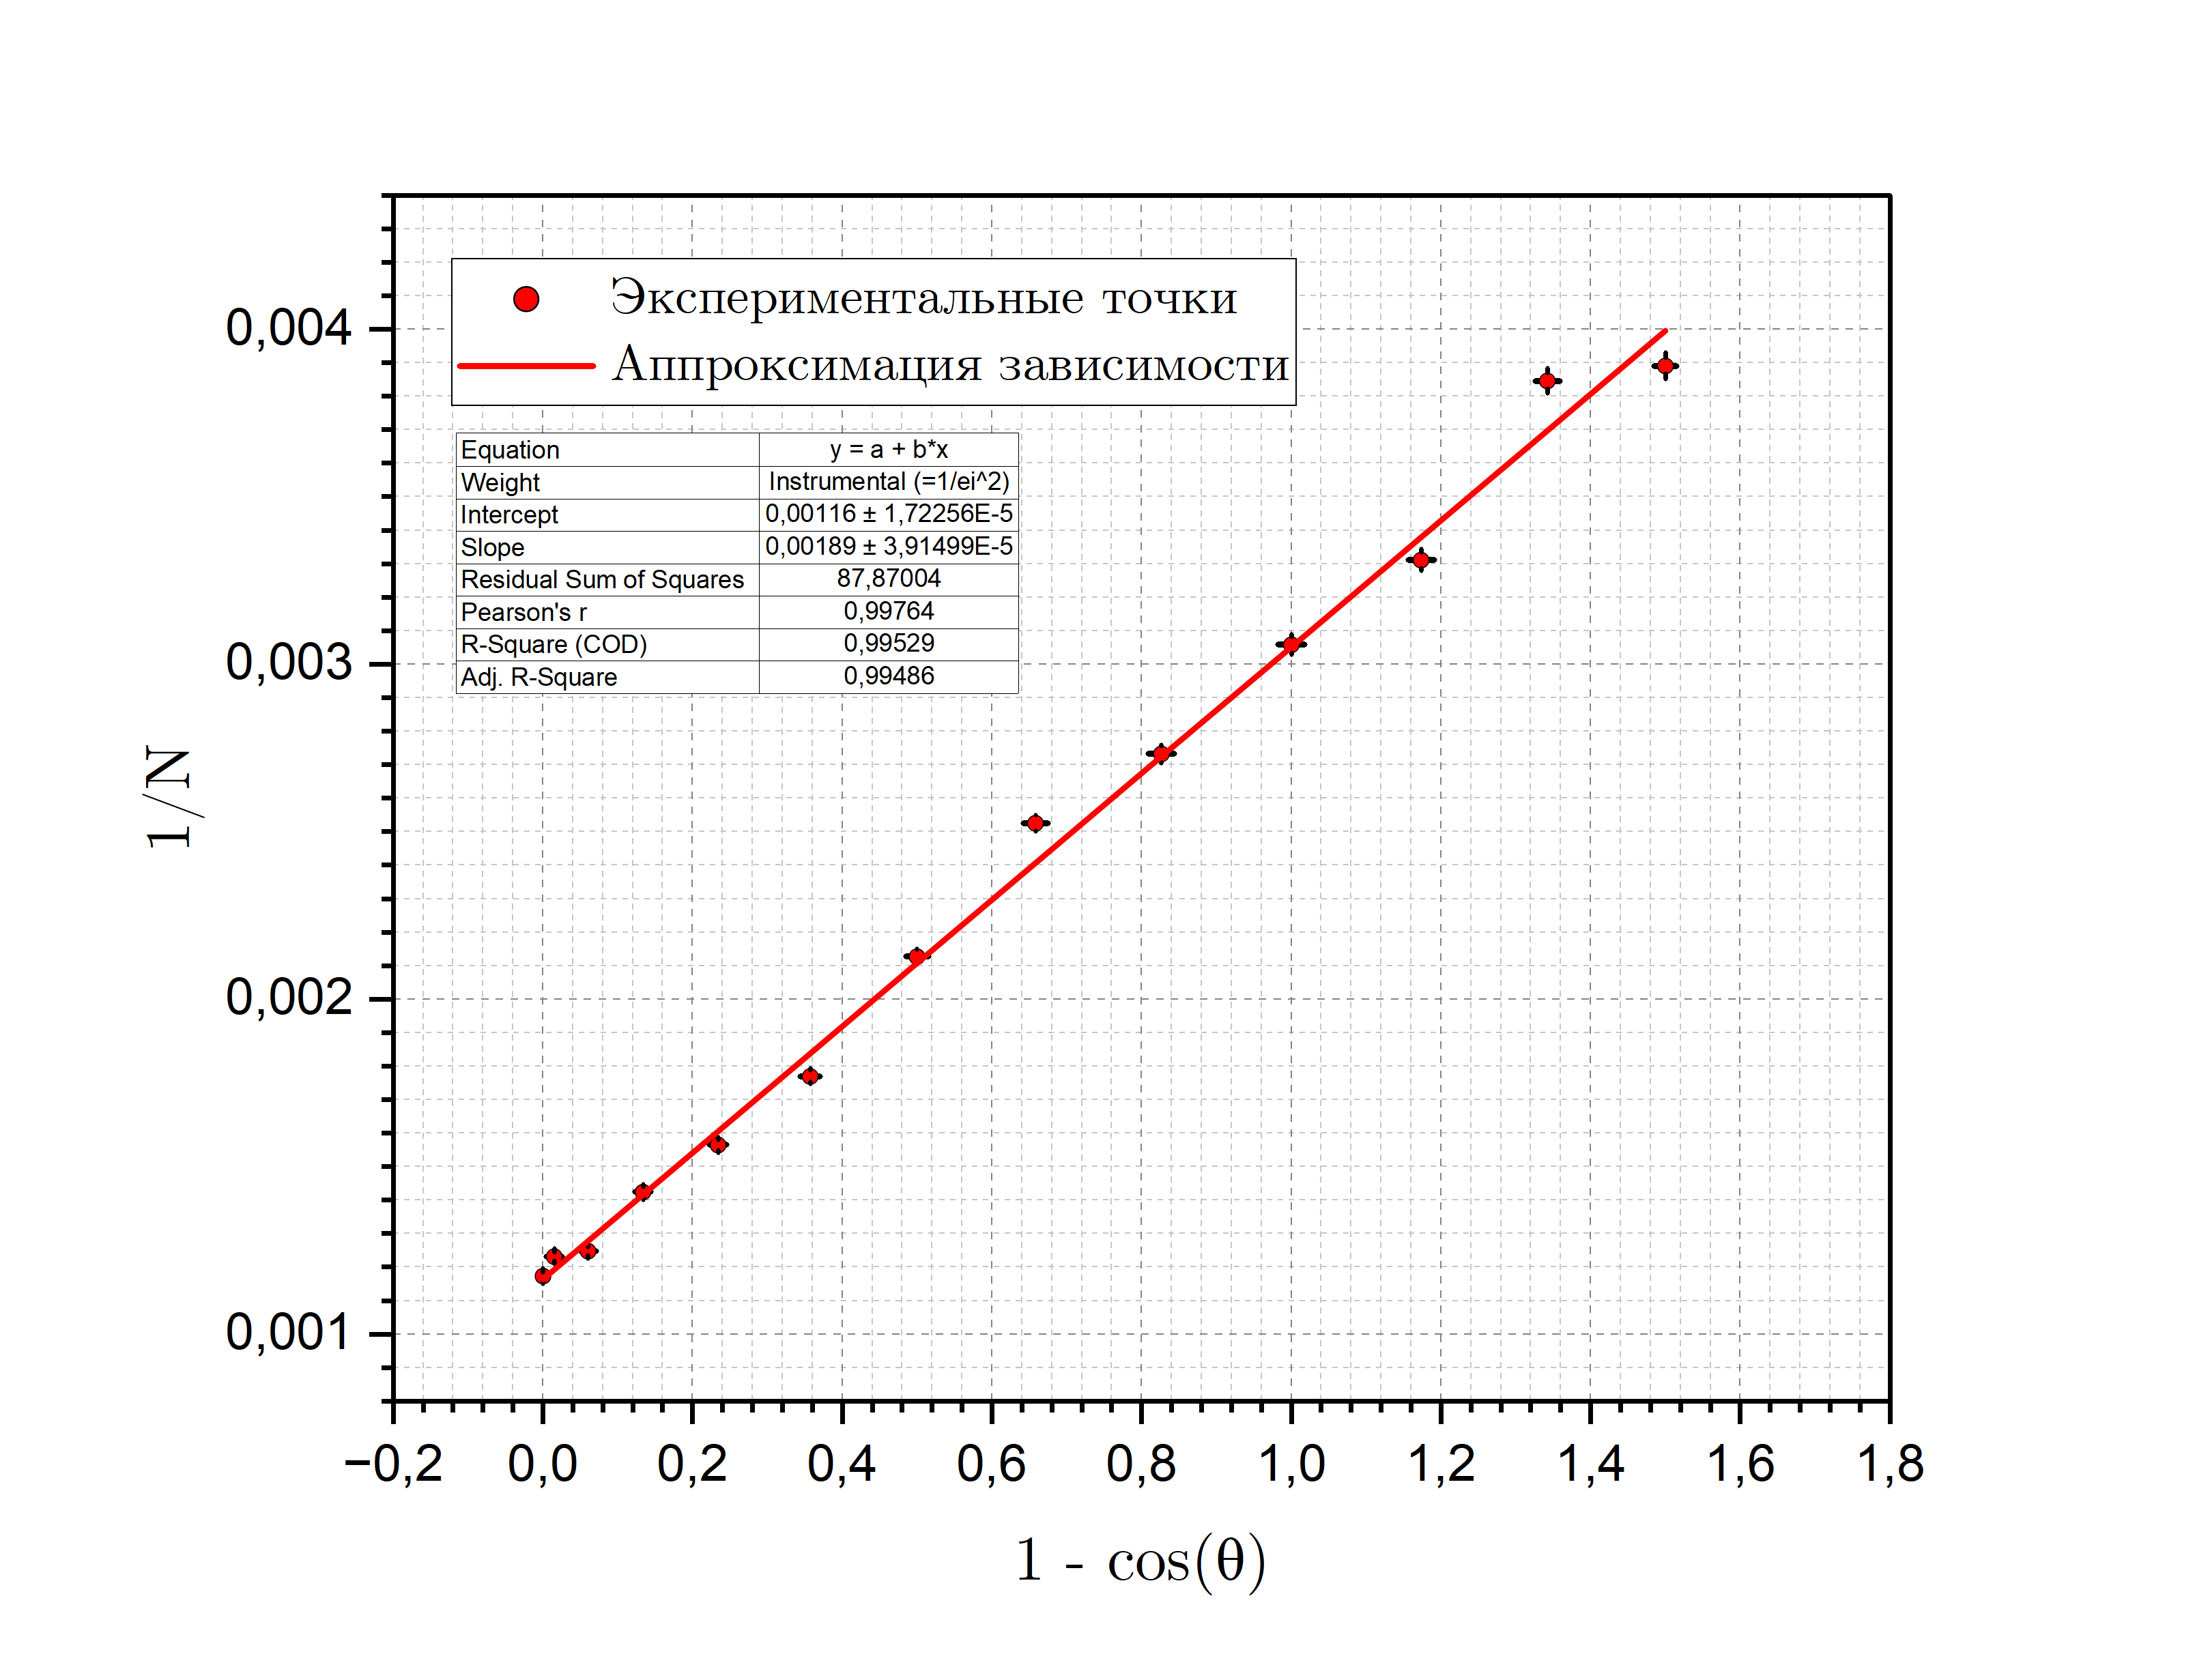 Экспериментальные точки
Аппроксимация зависимости
Equation y = a + b*x
Weight Instrumental (=1/ei^2)
Intercept 0,00116 ± 1,72256E-5
Slope 0,00189 ± 3,91499E-5
Residual Sum of Squares 87,87004
Pearson's r 0,99764
R-Square (COD) 0,99529
Adj. R-Square 0,99486
0,004
0,003
0,002
0,001
1/N
−0,2 0,0 0,2 0,4 0,6 0,8 1,0 1,2 1,4 1,6 1,8
1 - cos(θ)